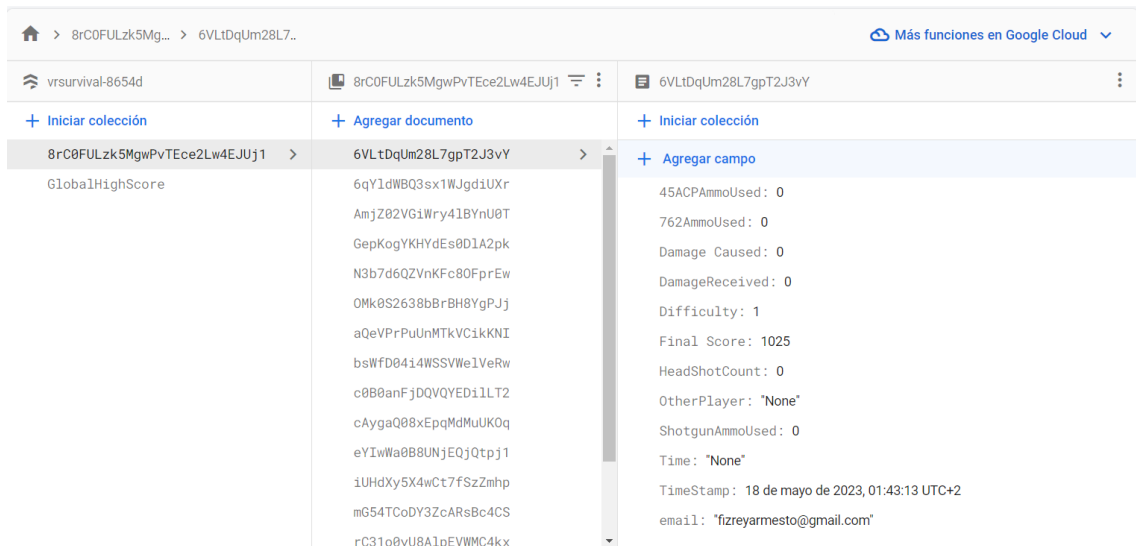 8rC0FULzk5Mg... > 6VLtDqUm28L7..
Más funciones en Google Cloud
vrsurvival-8654d
8rC0FULzk5MgwPvTEce2Lw4EJUj1
6VLtDqUm28L7gpT2J3vY
+ Iniciar colección
+ Agregar documento
+ Iniciar colección
8rC0FULzk5MgwPvTEce2Lw4EJUj1
GlobalHighScore
6VLtDqUm28L7gpT2J3vY
6qYldWBQ3sx1WJgdiUXr
AmjZ02VGiWry4lBYnU0T
GepKogYKHYdEs0DlA2pk
N3b7d6QZVnKFc8OFprEw
OMk0S2638bBrBH8YgPJj
aQeVPrPuUnMTkVCikKNI
bsWfD04i4WSSVWelVeRw
c0B0anFjDQVQYEDilLT2
cAygaQ08xEpqMdMuUKOq
eYIwWa0B8UNjEQjQtpj1
iUHdXy5X4wCt7fSzZmhp
mG54TCoDY3ZcARsBc4CS
rC31o0yU8AlpEVWMC4kx
+ Agregar campo
45ACPAmmoUsed: 0
762AmmoUsed: 0
Damage Caused: 0
DamageReceived: 0
Difficulty: 1
Final Score: 1025
HeadShotCount: 0
OtherPlayer: "None"
ShotgunAmmoUsed: 0
Time: "None"
TimeStamp: 18 de mayo de 2023, 01:43:13 UTC+2
email: "fizreyarmesto@gmail.com"